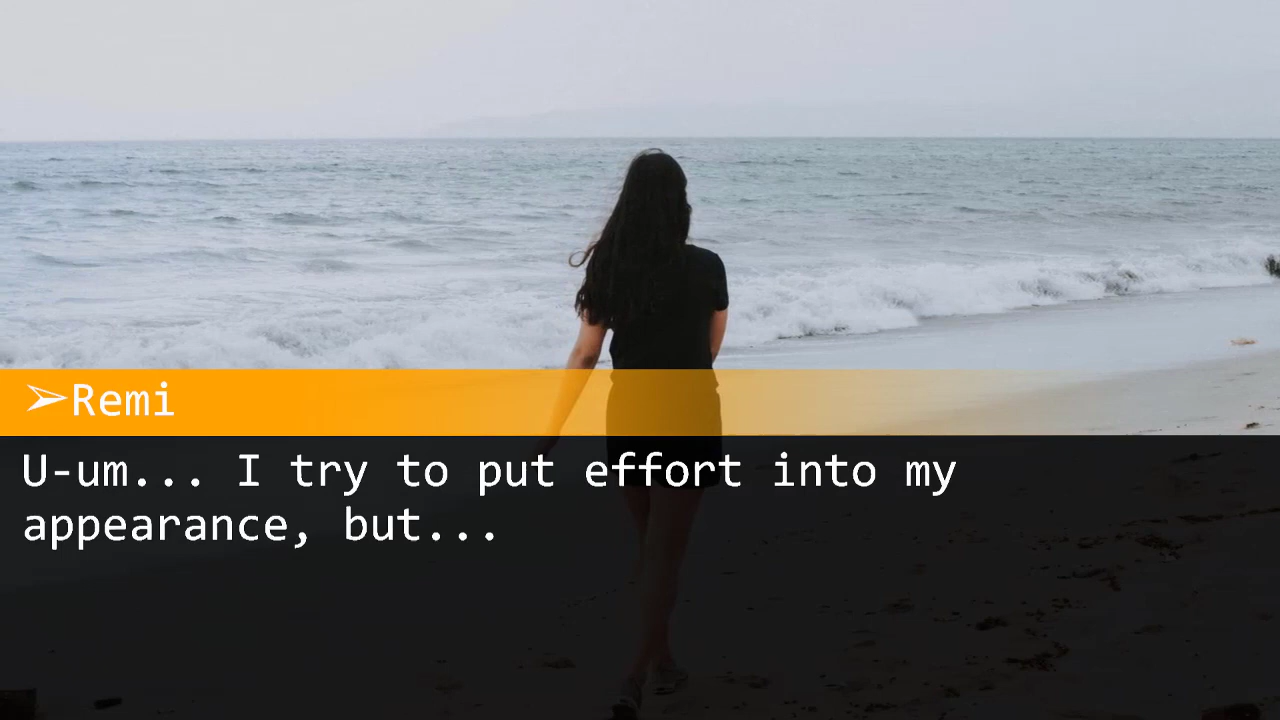 ➢Remi
U-um... I try to put effort into my
appearance, but...